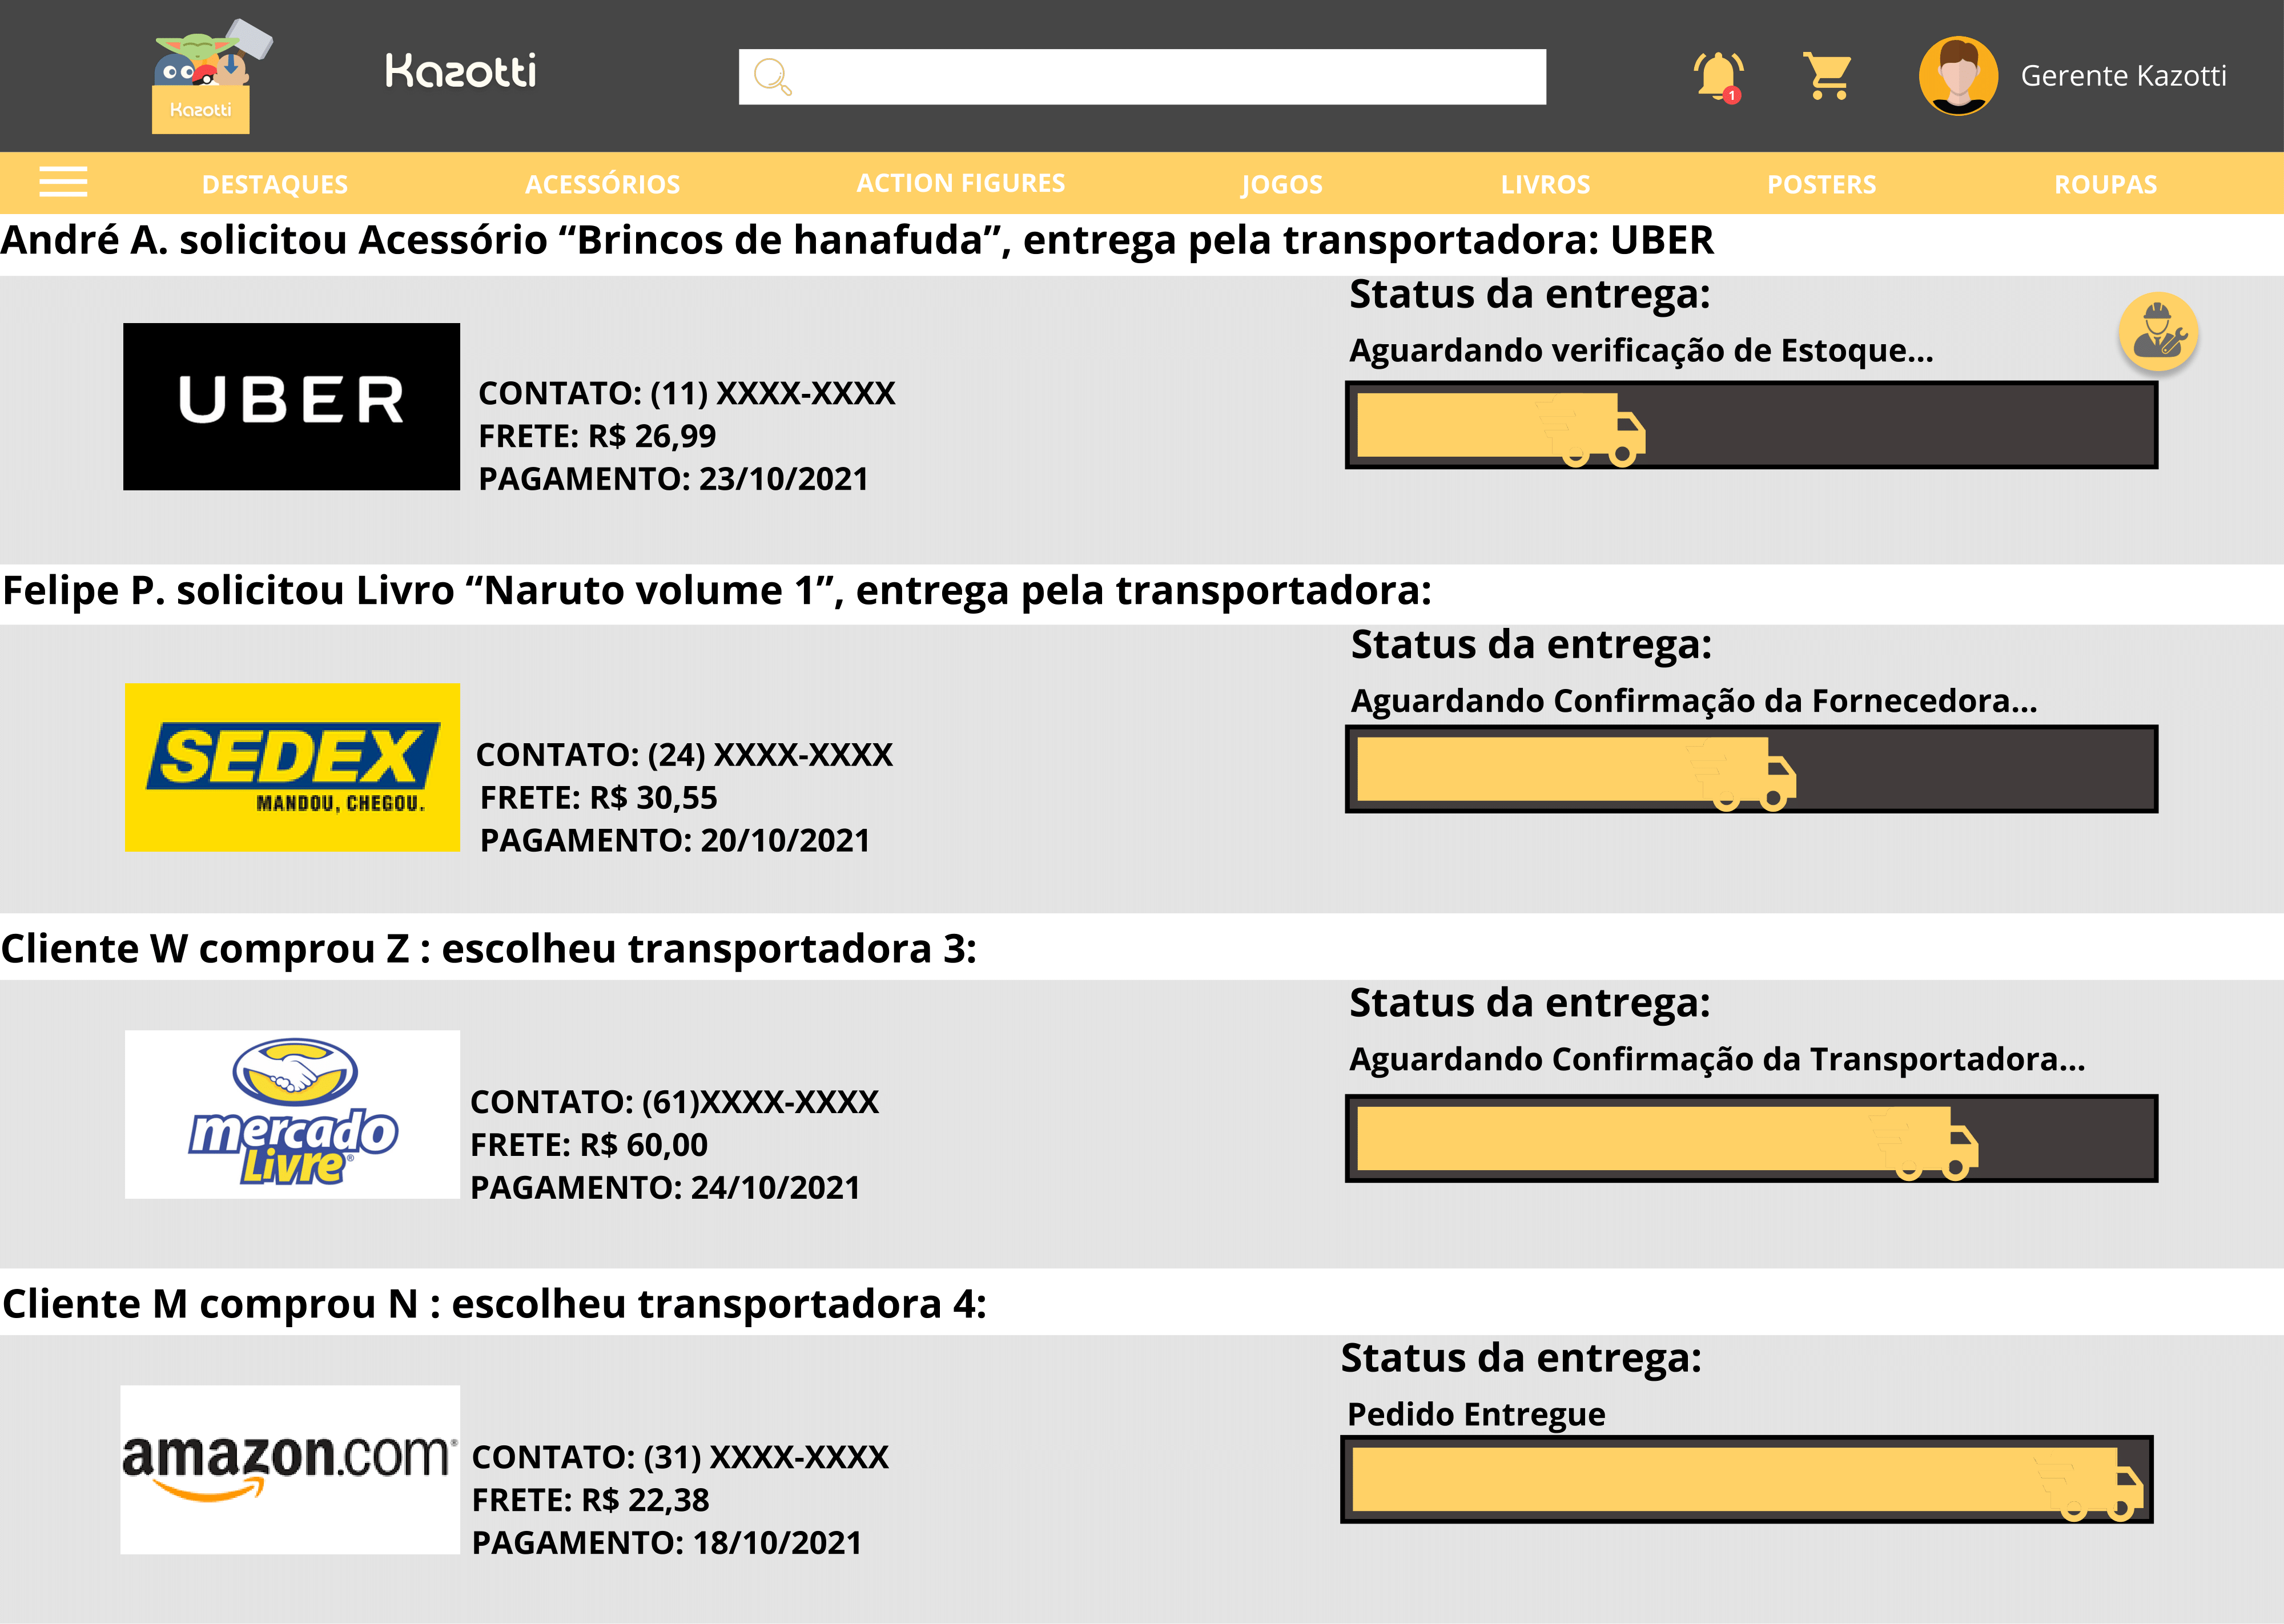 Kazotti
Kazotti
1
Gerente Kazotti
DESTAQUES ACESSÓRIOS ACTION FIGURES JOGOS LIVROS POSTERS ROUPAS
André A. solicitou Acessório “Brincos de hanafuda”, entrega pela transportadora: UBER
Status da entrega:
Aguardando verificação de Estoque...
UBER
CONTATO: (11) XXXX-XXXX
FRETE: R$ 26,99
PAGAMENTO: 23/10/2021
Felipe P. solicitou Livro “Naruto volume 1”, entrega pela transportadora:
Status da entrega:
Aguardando Confirmação da Fornecedora...
SEDEX
MANDOU, CHEGOU.
CONTATO: (24) XXXX-XXXX
FRETE: R$ 30,55
PAGAMENTO: 20/10/2021
Cliente W comprou Z : escolheu transportadora 3:
Status da entrega:
Aguardando Confirmação da Transportadora...
mercado
Livre®
CONTATO: (61)XXXX-XXXX
FRETE: R$ 60,00
PAGAMENTO: 24/10/2021
Cliente M comprou N : escolheu transportadora 4:
Status da entrega:
Pedido Entregue
amazon.com®
CONTATO: (31) XXXX-XXXX
FRETE: R$ 22,38
PAGAMENTO: 18/10/2021